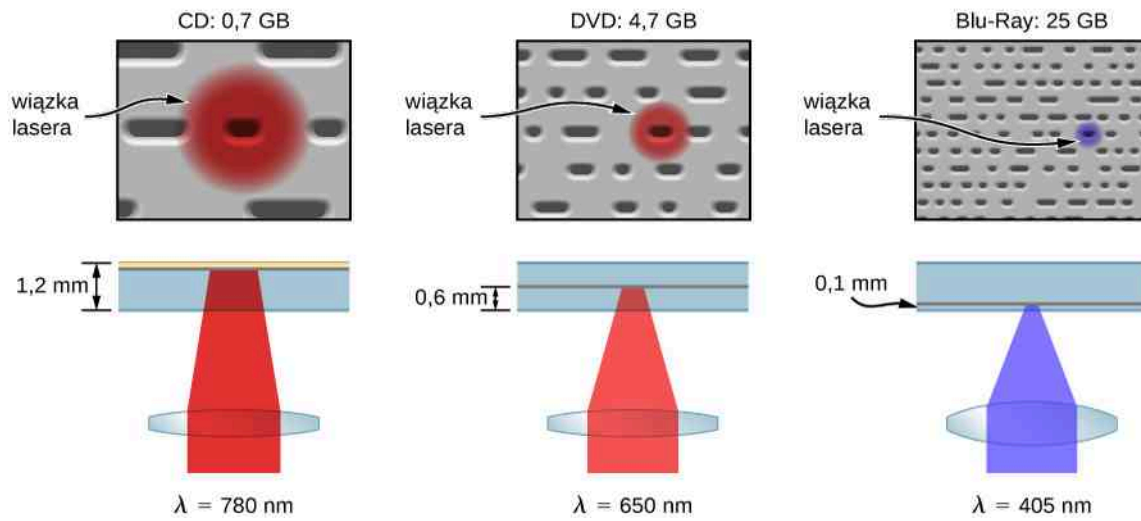 CD: 0,7 GB
DVD: 4,7 GB
Blu-Ray: 25 GB
wiązka
lasera
wiązka
lasera
wiązka
lasera
1,2 mm
0,6 mm
0,1 mm
λ = 780 nm
λ = 650 nm
λ = 405 nm